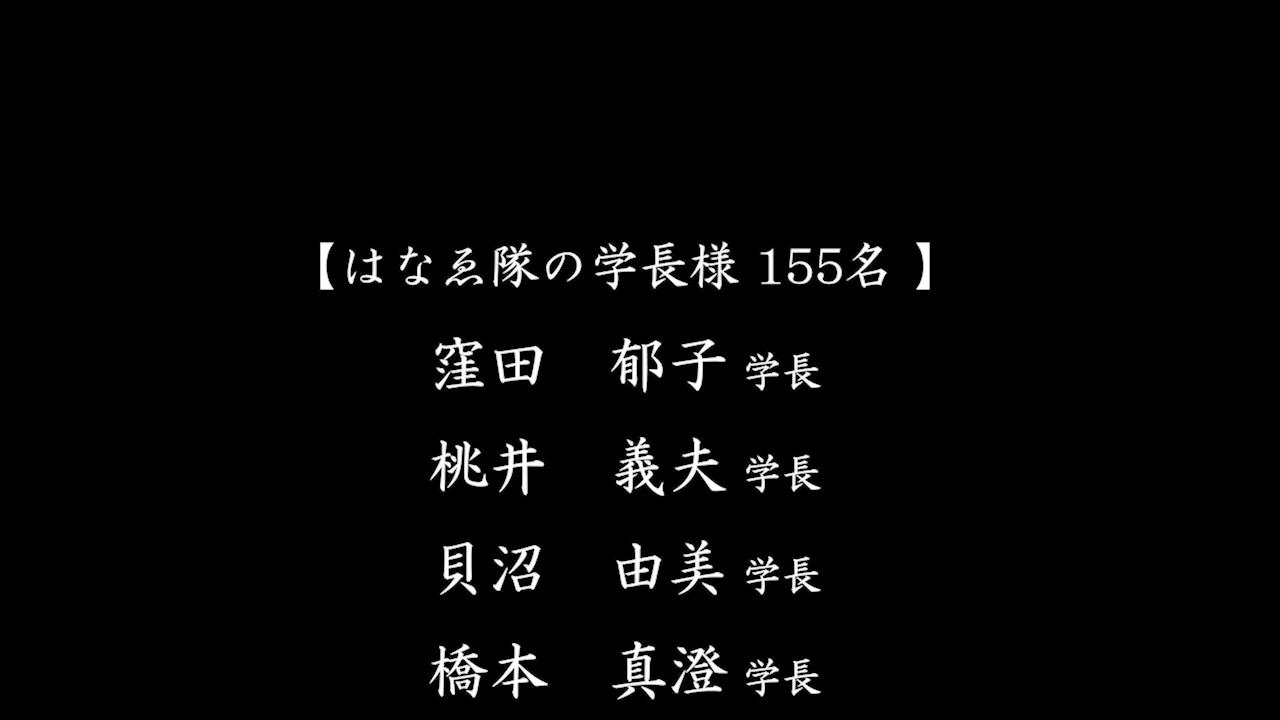 【はなゑ隊の学長様 155名 】
窪田　郁子 学長
桃井　義夫 学長
貝沼　由美 学長
橋本　真澄 学長